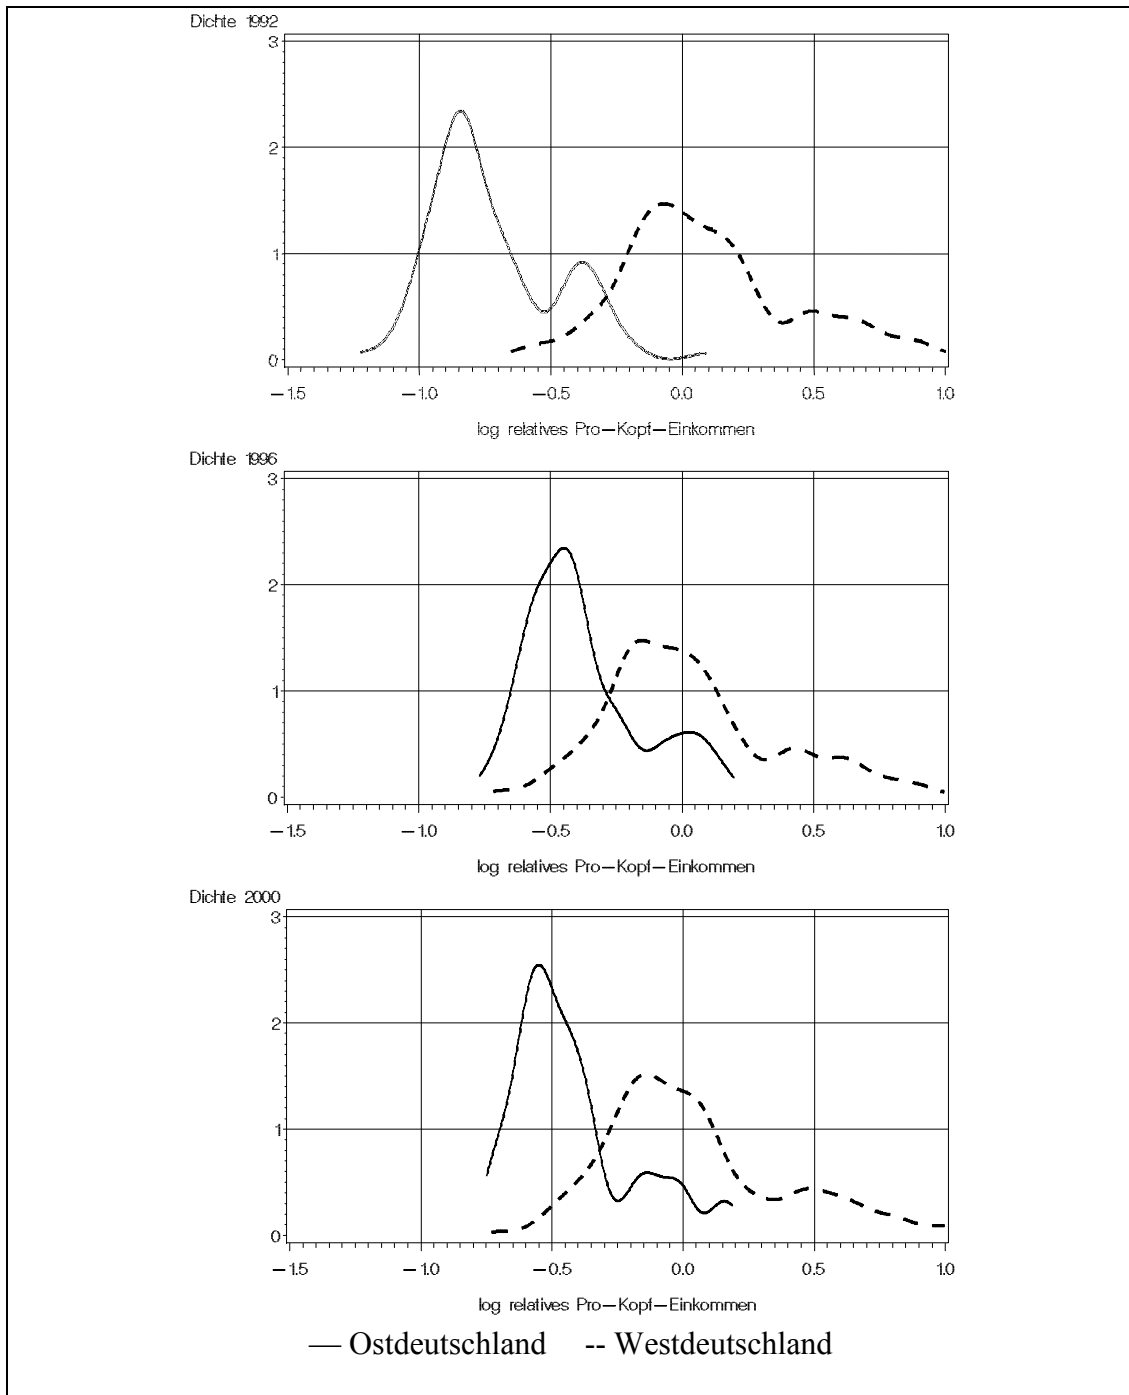 Dichte 1992
3
2
1
0
−1.5 −1.0 −0.5 0.0 0.5 1.0
log relatives Pro−Kopf−Einkommen
Dichte 1996
3
2
1
0
−1.5 −1.0 −0.5 0.0 0.5 1.0
log relatives Pro−Kopf−Einkommen
Dichte 2000
3
2
1
0
−1.5 −1.0 −0.5 0.0 0.5 1.0
log relatives Pro−Kopf−Einkommen
— Ostdeutschland -- Westdeutschland